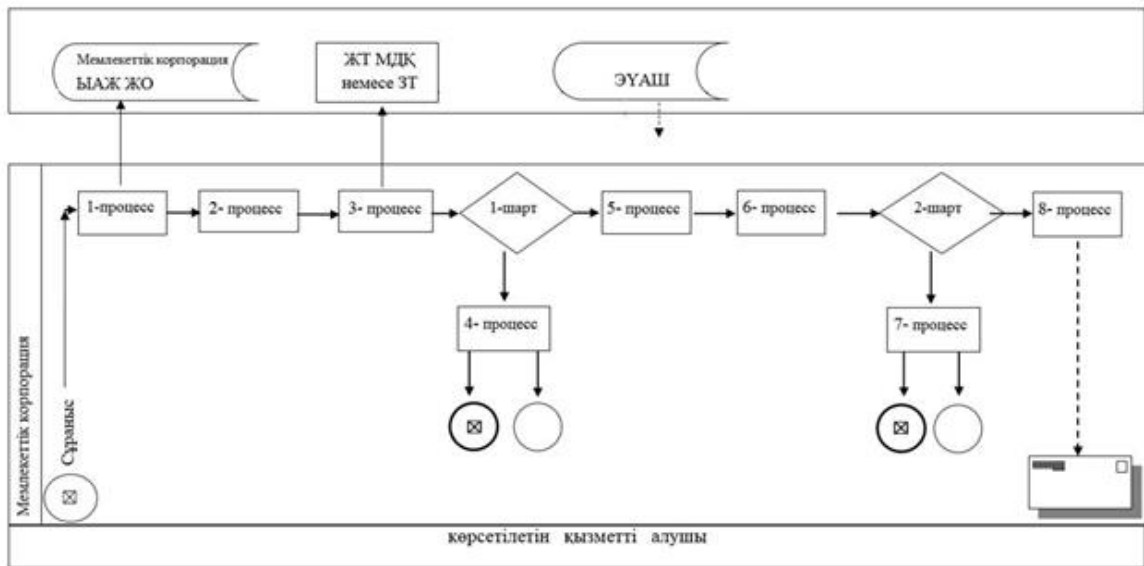 Мемлекеттік корпорация
ЫАЖ ЖО
ЖТ МДҚ
немесе ЗТ
ЭҮАШ
1-процесс
2- процесс
3- процесс
1-шарт
5- процесс
6- процесс
2-шарт
8- процесс
4- процесс
7- процесс
Мемлекеттік корпорация
Сұраныс
көрсетілетін қызметті алушы